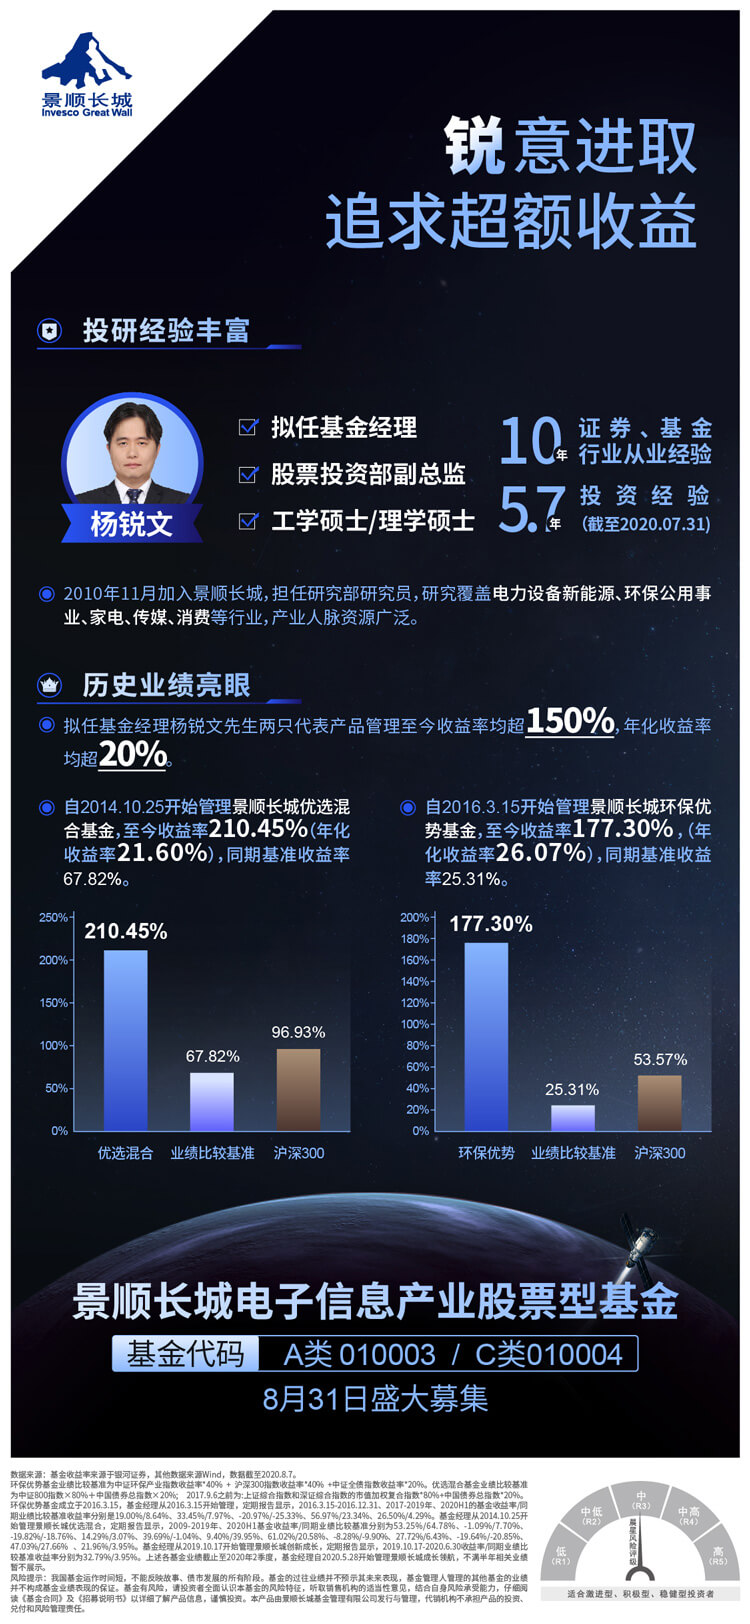 景顺长城
Invesco Great Wall
锐意进取
追求超额收益
投研经验丰富
杨锐文
拟任基金经理
股票投资部副总监
工学硕士/理学硕士
10年
证券、基金
行业从业经验
5.7年
投资经验
(截至2020.07.31)
2010年11月加入景顺长城，担任研究部研究员，研究覆盖电力设备新能源、环保公用事
业、家电、传媒、消费等行业，产业人脉资源广泛。
历史业绩亮眼
拟任基金经理杨锐文先生两只代表产品管理至今收益率均超150%，年化收益率
均超20%。
自2014.10.25开始管理景顺长城优选混
合基金，至今收益率210.45%（年化
收益率21.60%），同期基准收益率
67.82%。
自2016.3.15开始管理景顺长城环保优
势基金，至今收益率177.30%，（年
化收益率26.07%），同期基准收益
率25.31%。
250%
200%
150%
100%
50%
0%
210.45%
67.82%
96.93%
优选混合 业绩比较基准 沪深300
200%
180%
160%
140%
120%
100%
80%
60%
40%
20%
0%
177.30%
25.31%
53.57%
环保优势 业绩比较基准 沪深300
景顺长城电子信息产业股票型基金
基金代码 A类 010003 / C类010004
8月31日盛大募集
数据来源：基金收益率来源于银河证券，其他数据来源Wind，数据截至2020.8.7。
环保优势基金业绩比较基准为中证环保产业指数收益率*40% + 沪深300指数收益率*40% +中证全债指数收益率*20%。优选混合基金业绩比较基准
为中证800指数×80%＋中国债券总指数×20%; 2017.9.6之前为:上证综合指数和深证综合指数的市值加权复合指数*80%+中国债券总指数*20%。
环保优势基金成立于2016.3.15，基金经理从2016.3.15开始管理，定期报告显示，2016.3.15-2016.12.31、2017-2019年、2020H1的基金收益率/同
期业绩比较基准收益率分别是19.00%/8.64%、33.45%/7.97%、-20.97%/-25.33%、56.97%/23.34%、26.50%/4.29%。基金经理从2014.10.25开
始管理景顺长城优选混合，定期报告显示，2009-2019年、2020H1基金收益率/同期业绩比较基准分别为53.25%/64.78%、-1.09%/7.70%、
-19.82%/-18.76%、14.29%/3.07%、39.69%/-1.04%、9.40%/39.95%、61.02%/20.58%、-8.28%/-9.90%、27.72%/6.43%、-19.64%/-20.85%、
47.03%/27.66% 、21.96%/3.95%。基金经理从2019.10.17开始管理景顺长城创新成长，定期报告显示，2019.10.17-2020.6.30收益率/同期业绩比
较基准收益率分别为32.79%/3.95%。上述各基金业绩截止至2020年2季度，基金经理自2020.5.28开始管理景顺长城成长领航，不满半年相关业绩
暂不展示。
风险提示：我国基金运作时间短，不能反映股市、债市发展的所有阶段。基金的过往业绩并不预示其未来表现，基金管理人管理的其他基金的业绩
并不构成基金业绩表现的保证。基金有风险，请投资者全面认识本基金的风险特征，听取销售机构的适当性意见，结合自身风险承受能力，仔细阅
读《基金合同》及《招募说明书》以详细了解产品信息，谨慎投资。本产品由景顺长城基金管理有限公司发行与管理，代销机构不承担产品的投资、
兑付和风险管理责任。
低
(R1)
中低
(R2)
中
(R3)
中高
(R4)
高
(R5)
晨星风险评级
适合激进型、积极型、稳健型投资者